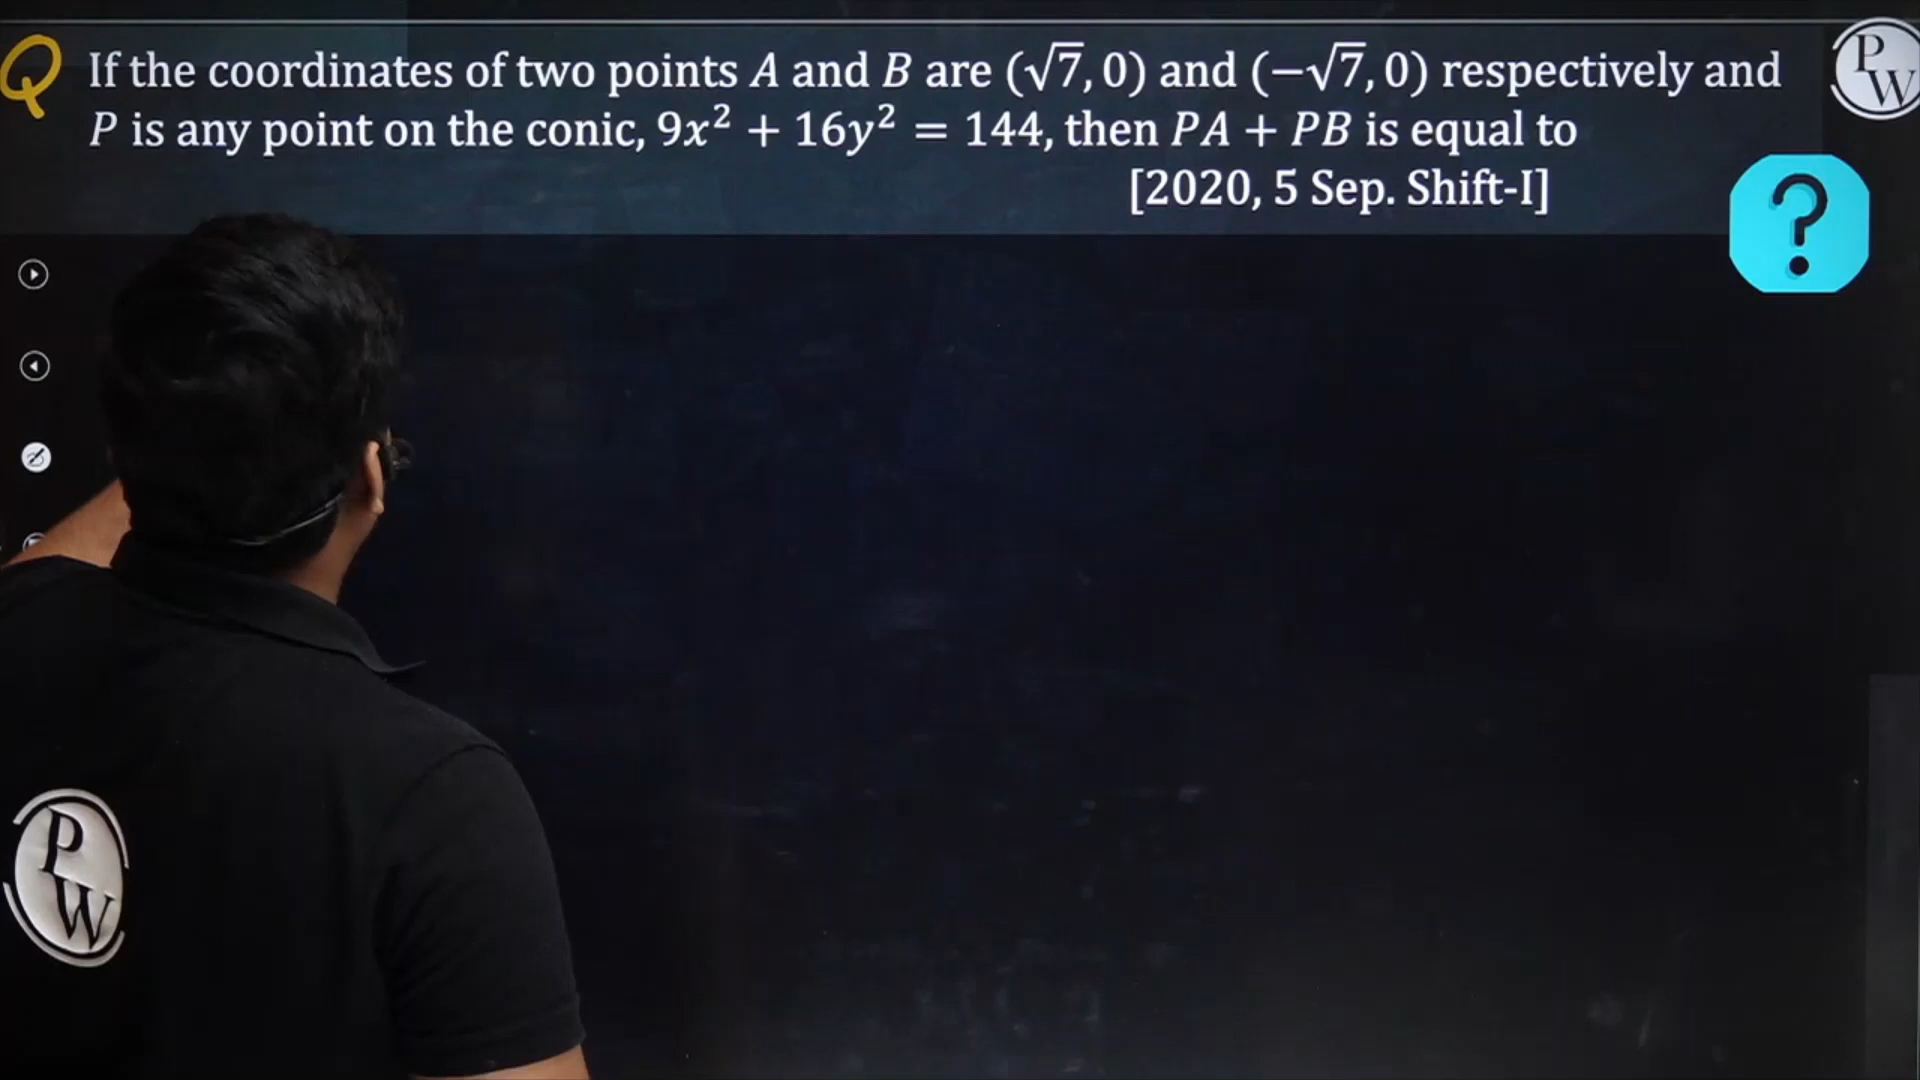 Q If the coordinates of two points A and B are (√7, 0) and (−√7, 0) respectively and
P is any point on the conic, 9x² + 16y² = 144, then PA + PB is equal to
[2020, 5 Sep. Shift-I]
PW
?
PW